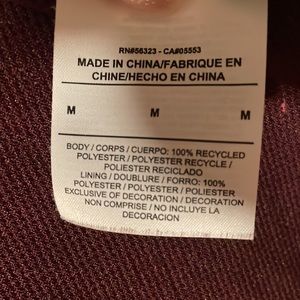 RN#56323 - CA#05553
MADE IN CHINA/FABRIQUE EN
CHINE/HECHO EN CHINA
M M M
BODY / CORPS / CUERPO: 100% RECYCLED
POLYESTER / POLYESTER RECYCLE /
POLIESTER RECICLADO
LINING / DOUBLURE / FORRO: 100%
POLYESTER / POLYESTER / POLIESTER
EXCLUSIVE OF DECORATION / DECORATION
NON COMPRISE / NO INCLUYE LA
DECORACION